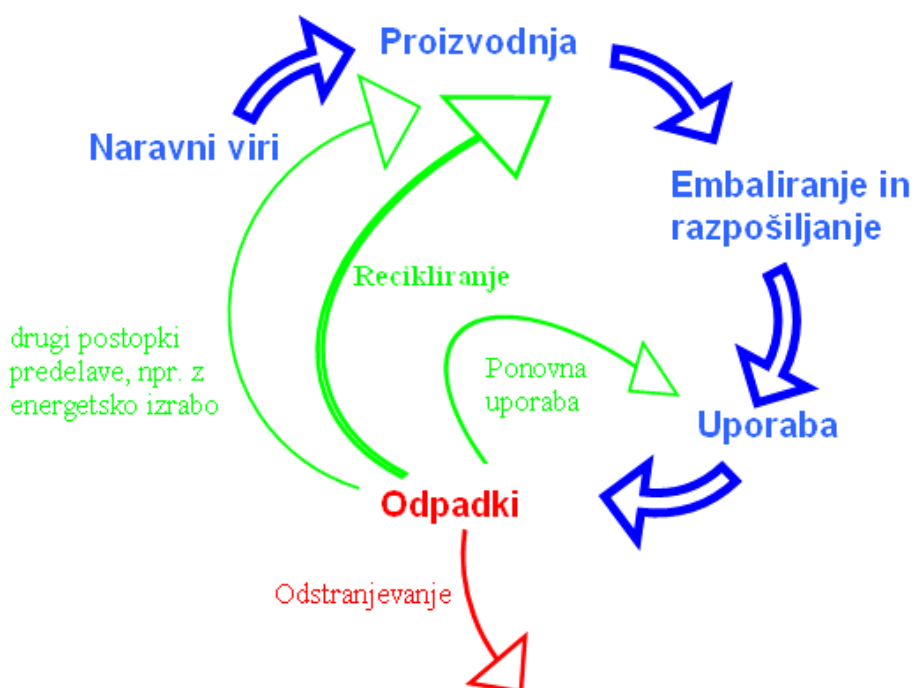 Proizvodnja
Naravni viri
Embaliranje in
razpošiljanje
Recikliranje
drugi postopki
predelave, npr. z
energetsko izrabo
Ponovna
uporaba
Uporaba
Odpadki
Odstranjevanje